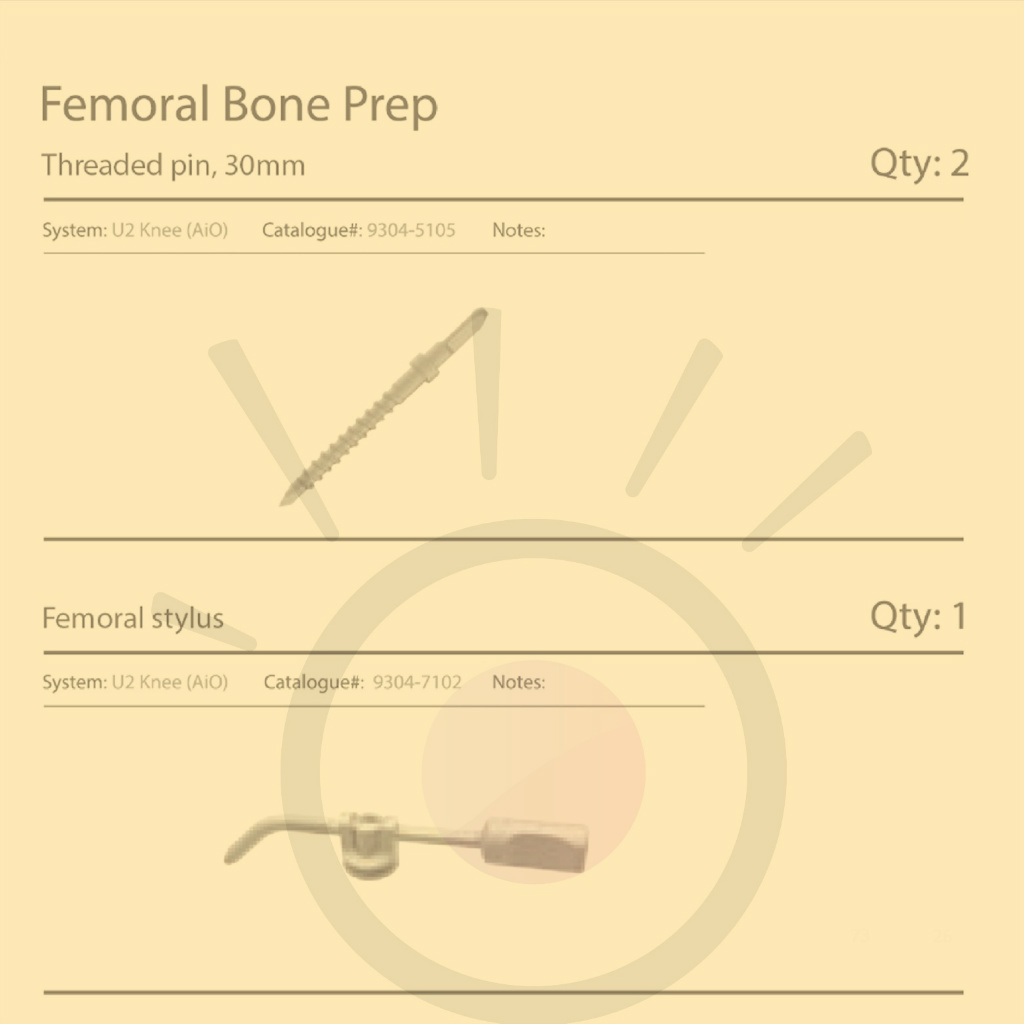 Femoral Bone Prep
Threaded pin, 30mm Qty: 2
System: U2 Knee (AiO) Catalogue#: 9304-5105 Notes:
Femoral stylus Qty: 1
System: U2 Knee (AiO) Catalogue#: 9304-7102 Notes: